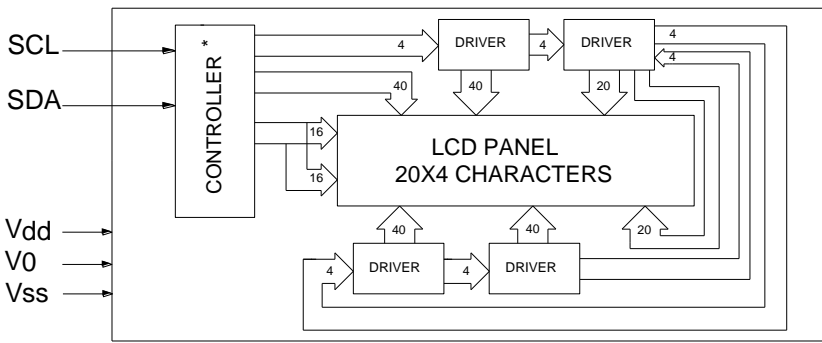 SCL
SDA
Vdd
V0
Vss
CONTROLLER *
4
DRIVER
4
DRIVER
4
4
40
40
20
16
16
LCD PANEL
20X4 CHARACTERS
40
40
20
4
DRIVER
4
DRIVER